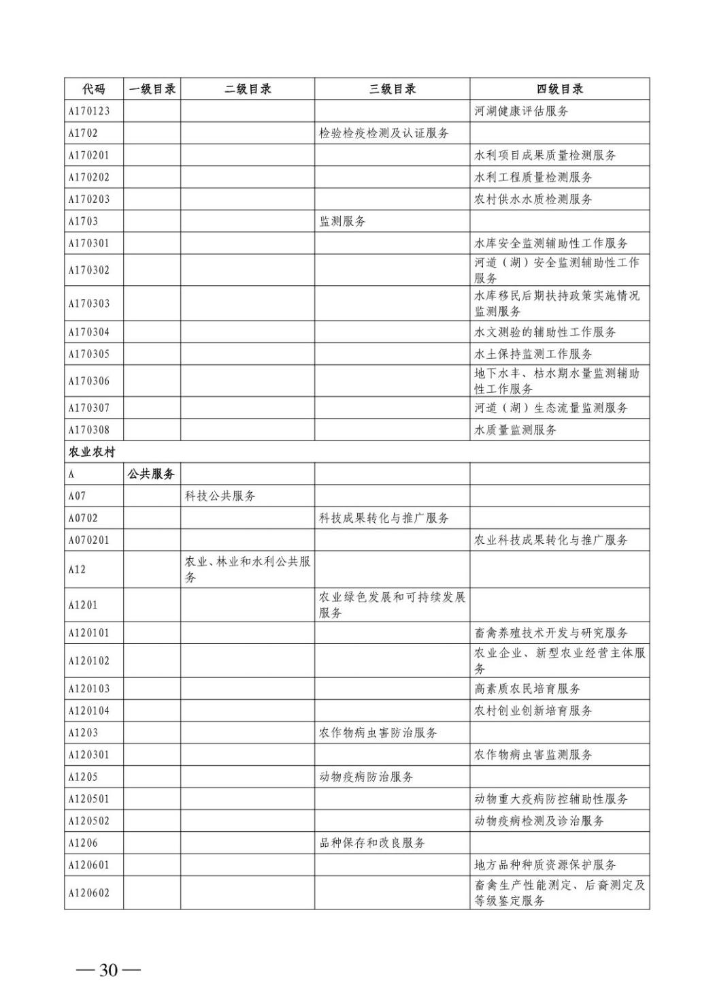 代码 一级目录 二级目录 三级目录 四级目录
A170123 河湖健康评估服务
A1702 检验检疫检测及认证服务
A170201 水利项目成果质量检测服务
A170202 水利工程质量检测服务
A170203 农村供水水质检测服务
A1703 监测服务
A170301 水库安全监测辅助性工作服务
A170302 河道（湖）安全监测辅助性工作
服务
A170303 水库移民后期扶持政策实施情况
监测服务
A170304 水文测验的辅助性工作服务
A170305 水土保持监测工作服务
A170306 地下水丰、枯水期水量监测辅助
性工作服务
A170307 河道（湖）生态流量监测服务
A170308 水质量监测服务
农业农村
A 公共服务
A07 科技公共服务
A0702 科技成果转化与推广服务
A070201 农业科技成果转化与推广服务
A12 农业、林业和水利公共服
务
A1201 农业绿色发展和可持续发展
服务
A120101 畜禽养殖技术开发与研究服务
A120102 农业企业、新型农业经营主体服
务
A120103 高素质农民培育服务
A120104 农村创业创新培育服务
A1203 农作物病虫害防治服务
A120301 农作物病虫害监测服务
A1205 动物疫病防治服务
A120501 动物重大疫病防控辅助性服务
A120502 动物疫病检测及诊治服务
A1206 品种保存和改良服务
A120601 地方品种种质资源保护服务
A120602 畜禽生产性能测定、后裔测定及
等级鉴定服务
— 30 —